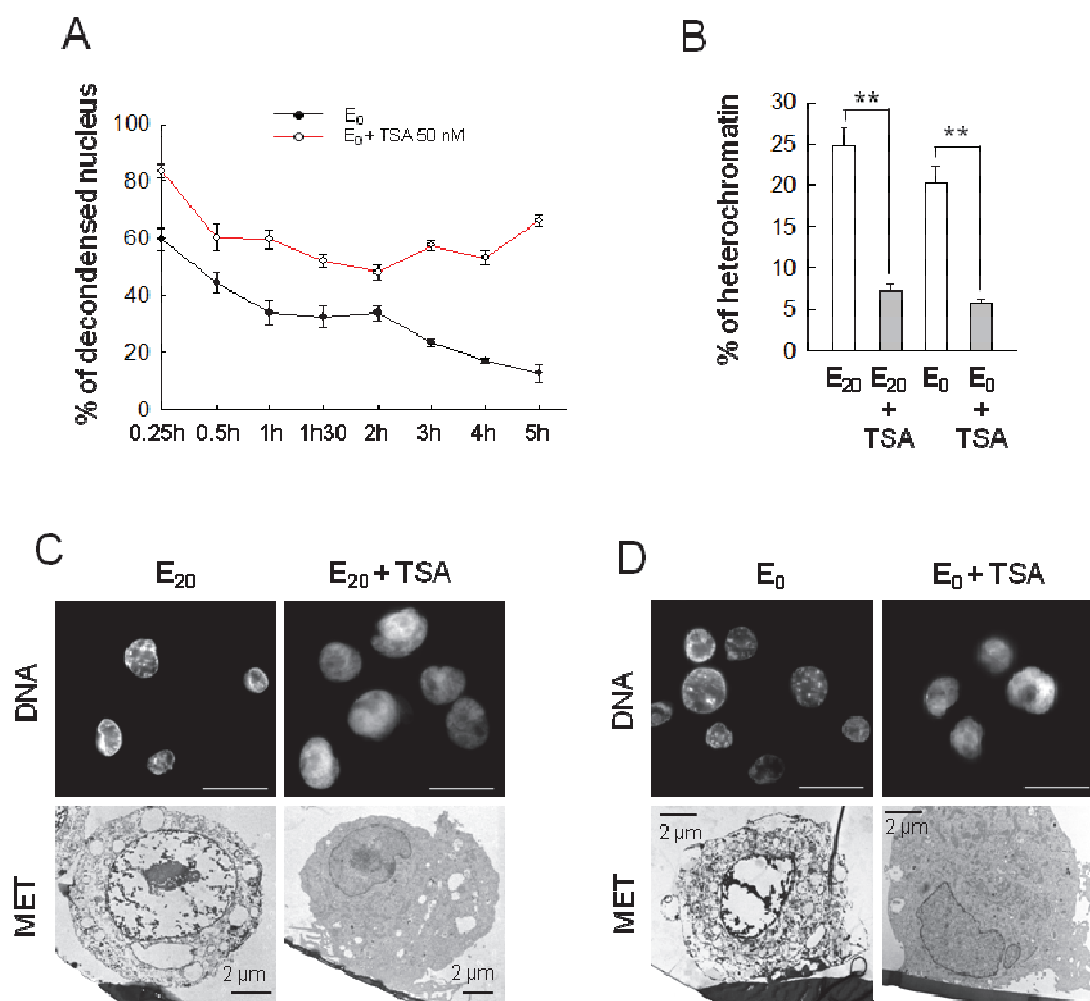 A
% of decondensed nucleus
100
80
60
40
20
0
0.25h 0.5h 1h 1h30 2h 3h 4h 5h
E0
E0 + TSA 50 nM
B
% of heterochromatin
30
25
20
15
10
5
0
** **
E20 E20 E0 E0
+ +
TSA TSA
C
E20 E20 + TSA
DNA
MET
2 µm 2 µm
D
E0 E0 + TSA
DNA
MET
2 µm 2 µm